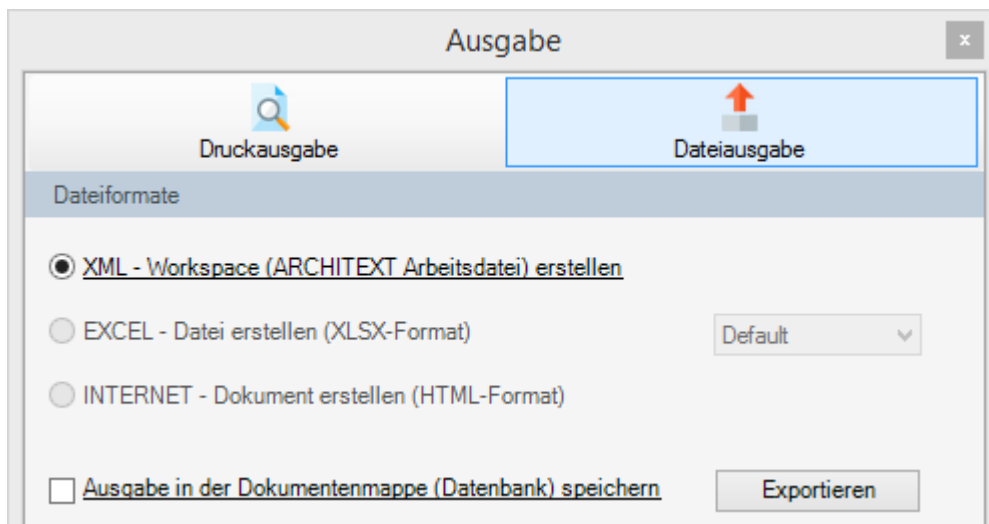 Ausgabe
x
Druckausgabe
Dateiausgabe
Dateiformate
XML - Workspace (ARCHITEXT Arbeitsdatei) erstellen
EXCEL - Datei erstellen (XLSX-Format)
Default
INTERNET - Dokument erstellen (HTML-Format)
Ausgabe in der Dokumentenmappe (Datenbank) speichern
Exportieren